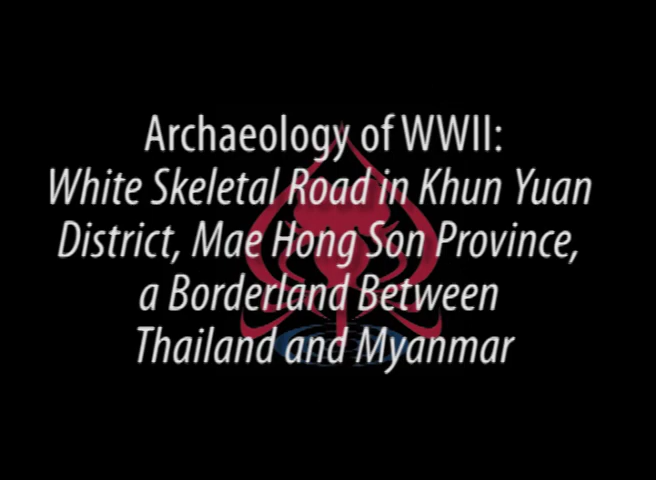 Archaeology of WWII:
White Skeletal Road in Khun Yuan
District, Mae Hong Son Province,
a Borderland Between
Thailand and Myanmar